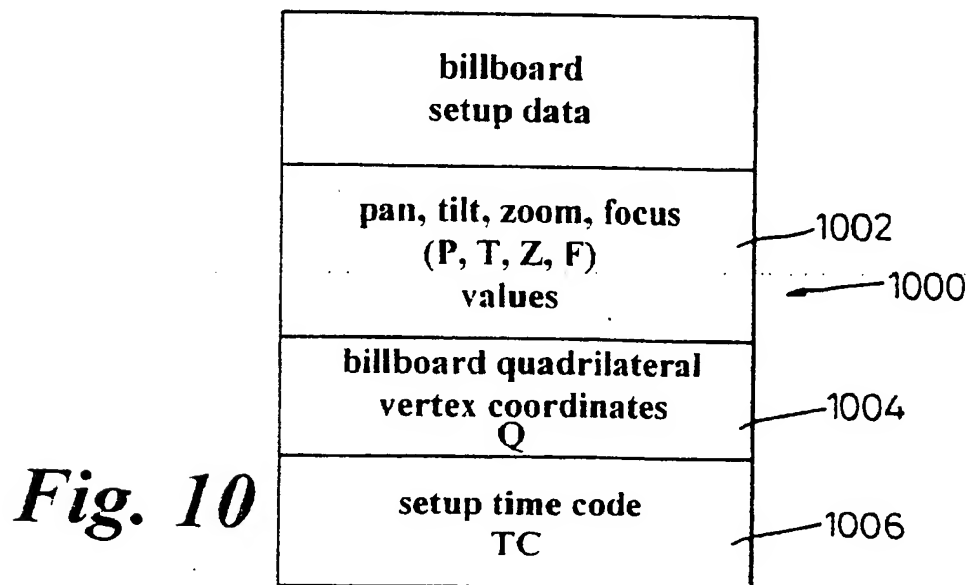 billboard
setup data
pan, tilt, zoom, focus
(P, T, Z, F)
values
1002
1000
billboard quadrilateral
vertex coordinates
Q
1004
Fig. 10
setup time code
TC
1006